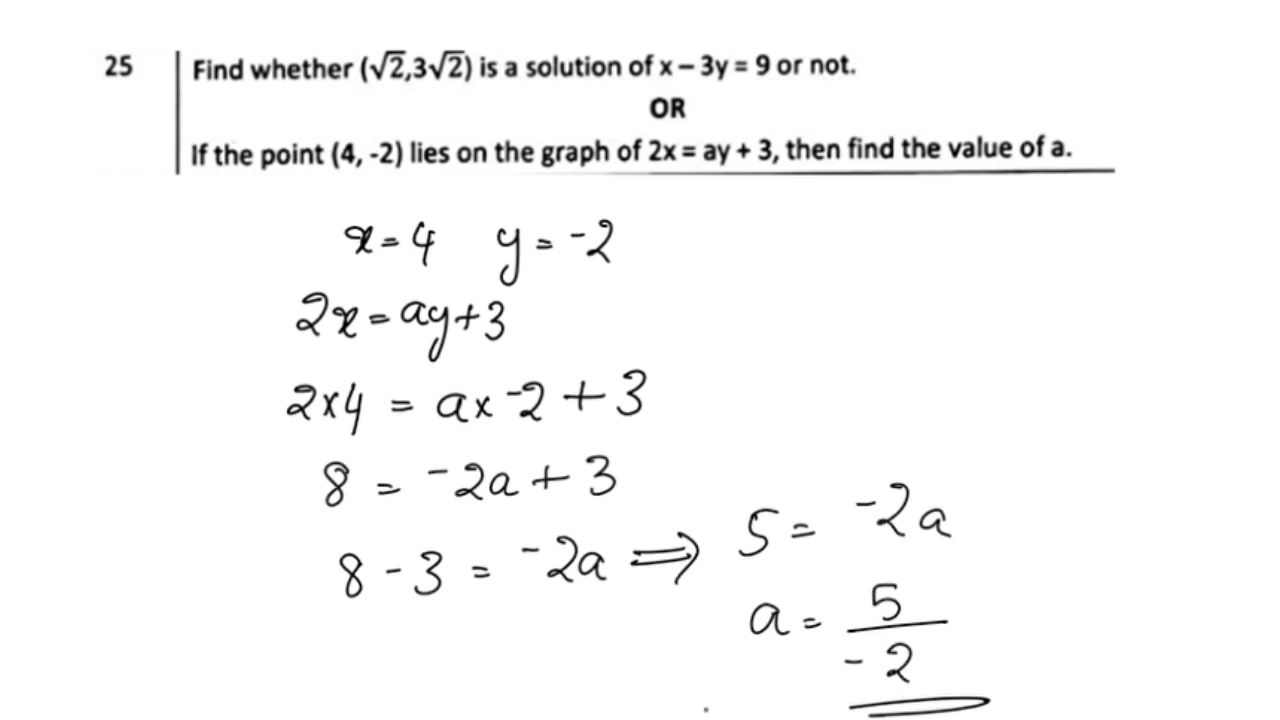 25 Find whether (√2,3√2) is a solution of x – 3y = 9 or not.
OR
If the point (4, -2) lies on the graph of 2x = ay + 3, then find the value of a.
x = 4 y = -2
2x = ay + 3
2 x 4 = a x -2 + 3
8 = -2a + 3
8 - 3 = -2a ⇒ 5 = -2a
a = 5/-2